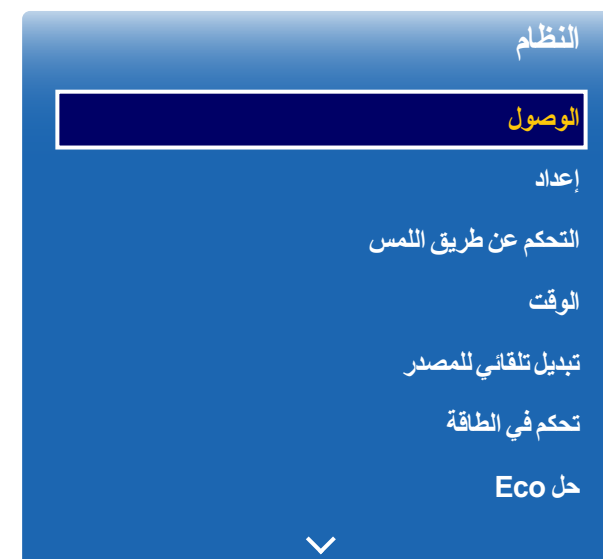 النظام
الوصول
إعداد
التحكم عن طريق اللمس
الوقت
تبديل تلقائي للمصدر
تحكم في الطاقة
حل Eco